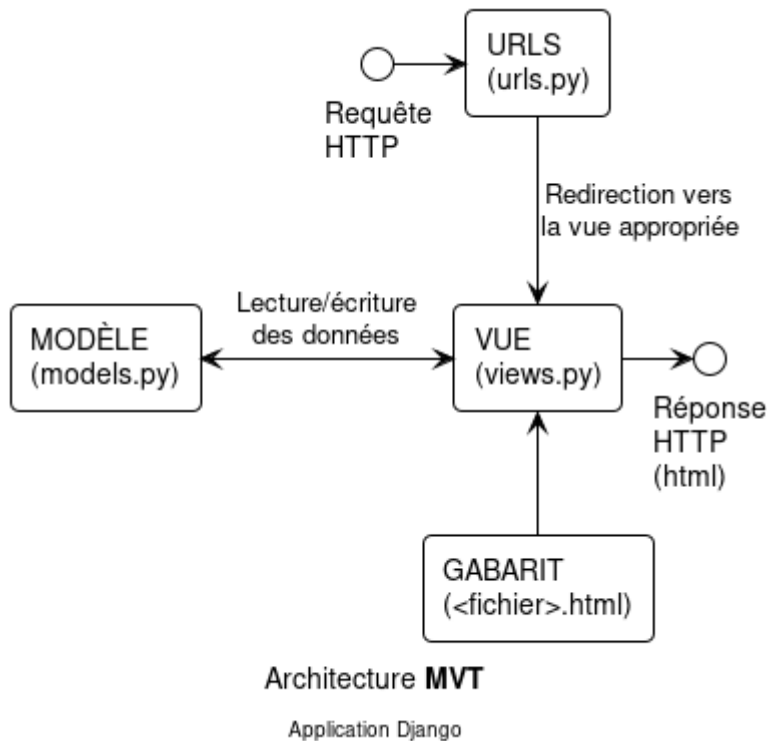 URLS
(urls.py)
Requête
HTTP
Redirection vers
la vue appropriée
Lecture/écriture
des données
MODÈLE
(models.py)
VUE
(views.py)
Réponse
HTTP
(html)
GABARIT
(<fichier>.html)
Architecture MVT
Application Django